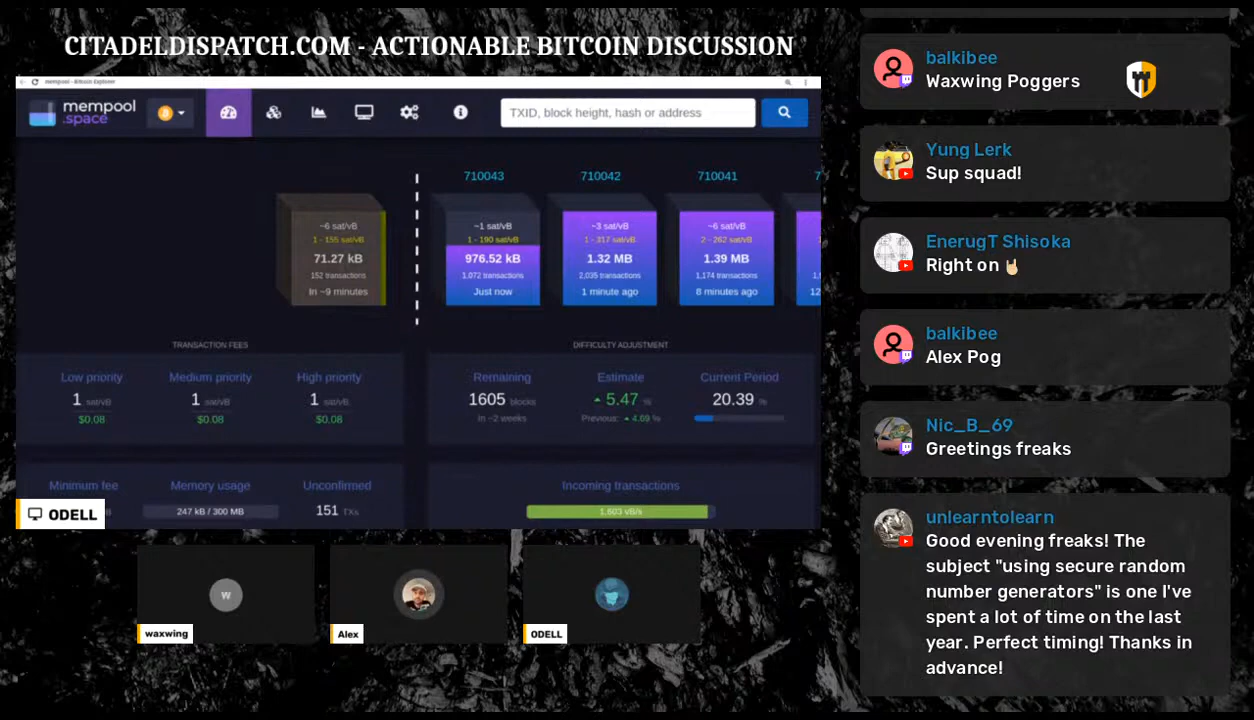 CITADELDISPATCH.COM - ACTIONABLE BITCOIN DISCUSSION
mempool - Bitcoin Explorer
mempool
.space
TXID, block height, hash or address
710043
710042
710041
7
~6 sat/vB
1 - 155 sat/vB
71.27 kB
152 transactions
In ~9 minutes
~1 sat/vB
1 - 190 sat/vB
976.52 kB
1,072 transactions
Just now
~3 sat/vB
1 - 317 sat/vB
1.32 MB
2,035 transactions
1 minute ago
~6 sat/vB
2 - 262 sat/vB
1.39 MB
1,174 transactions
8 minutes ago
12
TRANSACTION FEES
DIFFICULTY ADJUSTMENT
Low priority
Medium priority
High priority
1 sat/vB
1 sat/vB
1 sat/vB
$0.08
$0.08
$0.08
Remaining
Estimate
Current Period
1605 blocks
5.47 %
20.39 %
In ~2 weeks
Previous: 4.69 %
Minimum fee
Memory usage
Unconfirmed
Incoming transactions
247 kB / 300 MB
151 TXs
1,603 vB/s
ODELL
W
waxwing
Alex
ODELL
balkibee
Waxwing Poggers
Yung Lerk
Sup squad!
EnerugT Shisoka
Right on 🤘🏻
balkibee
Alex Pog
Nic_B_69
Greetings freaks
unlearntolearn
Good evening freaks! The
subject "using secure random
number generators" is one I've
spent a lot of time on the last
year. Perfect timing! Thanks in
advance!